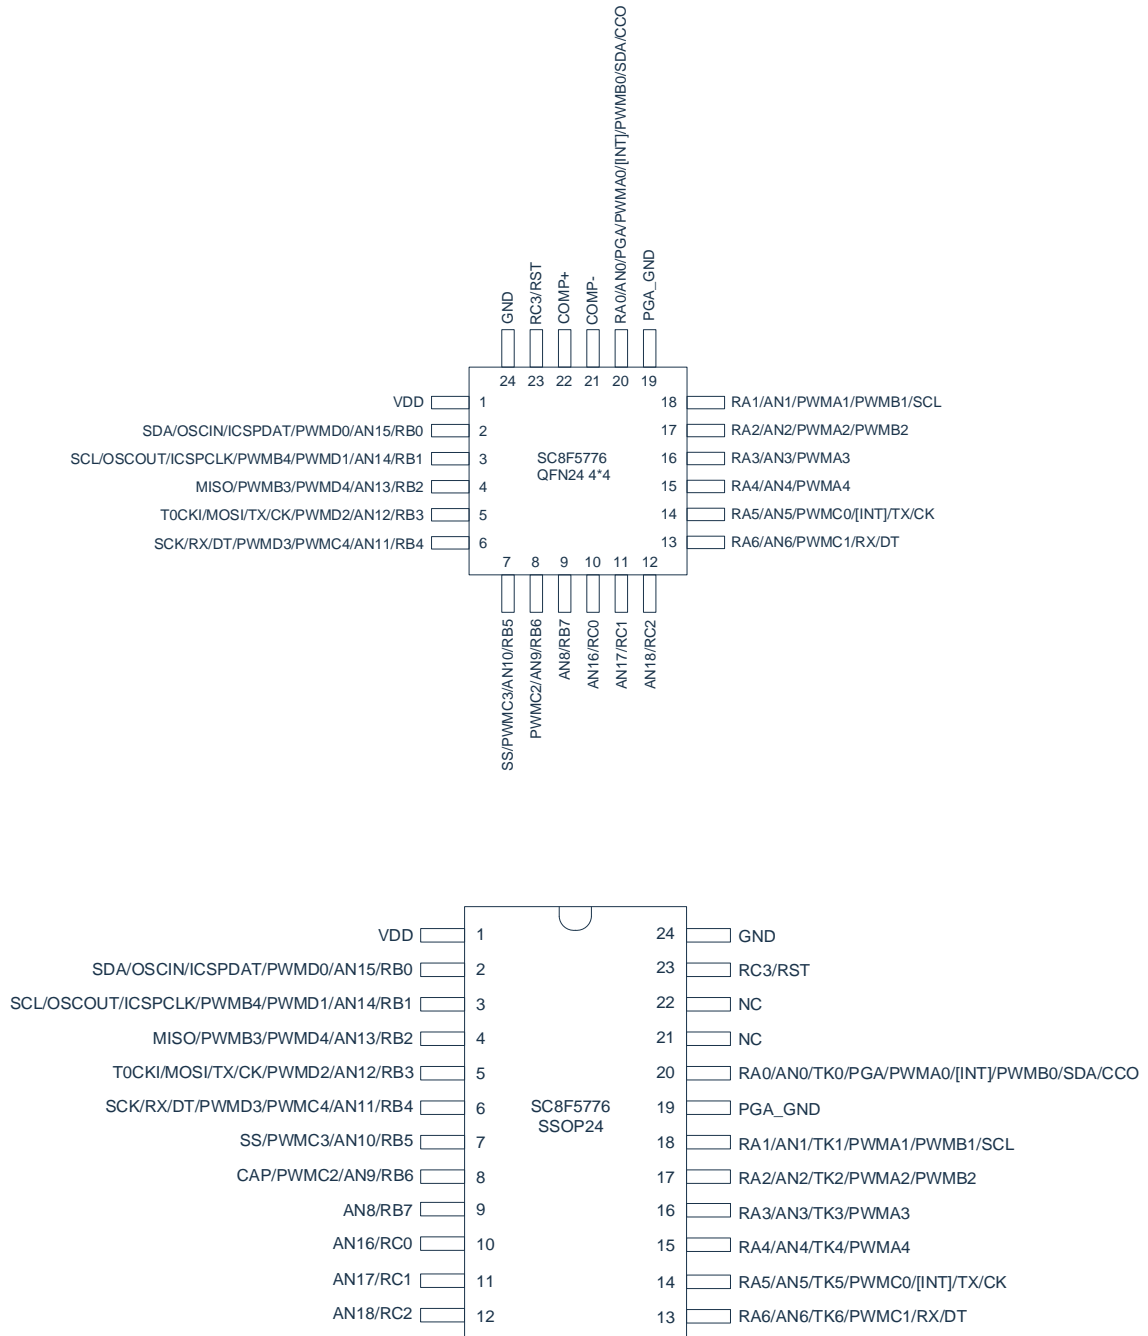 RA0/AN0/PGA/PWMA0/[INT]/PWMB0/SDA/CCO
GND
RC3/RST
COMP+
COMP-
PGA_GND
24 23 22 21 20 19
VDD 1
18 RA1/AN1/PWMA1/PWMB1/SCL
SDA/OSCIN/ICSPDAT/PWMD0/AN15/RB0 2
17 RA2/AN2/PWMA2/PWMB2
SCL/OSCOUT/ICSPCLK/PWMB4/PWMD1/AN14/RB1 3
SC8F5776
16 RA3/AN3/PWMA3
QFN24 4*4
MISO/PWMB3/PWMD4/AN13/RB2 4
15 RA4/AN4/PWMA4
T0CKI/MOSI/TX/CK/PWMD2/AN12/RB3 5
14 RA5/AN5/PWMC0/[INT]/TX/CK
SCK/RX/DT/PWMD3/PWMC4/AN11/RB4 6
13 RA6/AN6/PWMC1/RX/DT
7 8 9 10 11 12
SS/PWMC3/AN10/RB5
PWMC2/AN9/RB6
AN8/RB7
AN16/RC0
AN17/RC1
AN18/RC2
VDD 1
24 GND
SDA/OSCIN/ICSPDAT/PWMD0/AN15/RB0 2
23 RC3/RST
SCL/OSCOUT/ICSPCLK/PWMB4/PWMD1/AN14/RB1 3
22 NC
MISO/PWMB3/PWMD4/AN13/RB2 4
21 NC
T0CKI/MOSI/TX/CK/PWMD2/AN12/RB3 5
20 RA0/AN0/TK0/PGA/PWMA0/[INT]/PWMB0/SDA/CCO
SCK/RX/DT/PWMD3/PWMC4/AN11/RB4 6
SC8F5776
SSOP24
19 PGA_GND
SS/PWMC3/AN10/RB5 7
18 RA1/AN1/TK1/PWMA1/PWMB1/SCL
CAP/PWMC2/AN9/RB6 8
17 RA2/AN2/TK2/PWMA2/PWMB2
AN8/RB7 9
16 RA3/AN3/TK3/PWMA3
AN16/RC0 10
15 RA4/AN4/TK4/PWMA4
AN17/RC1 11
14 RA5/AN5/TK5/PWMC0/[INT]/TX/CK
AN18/RC2 12
13 RA6/AN6/TK6/PWMC1/RX/DT